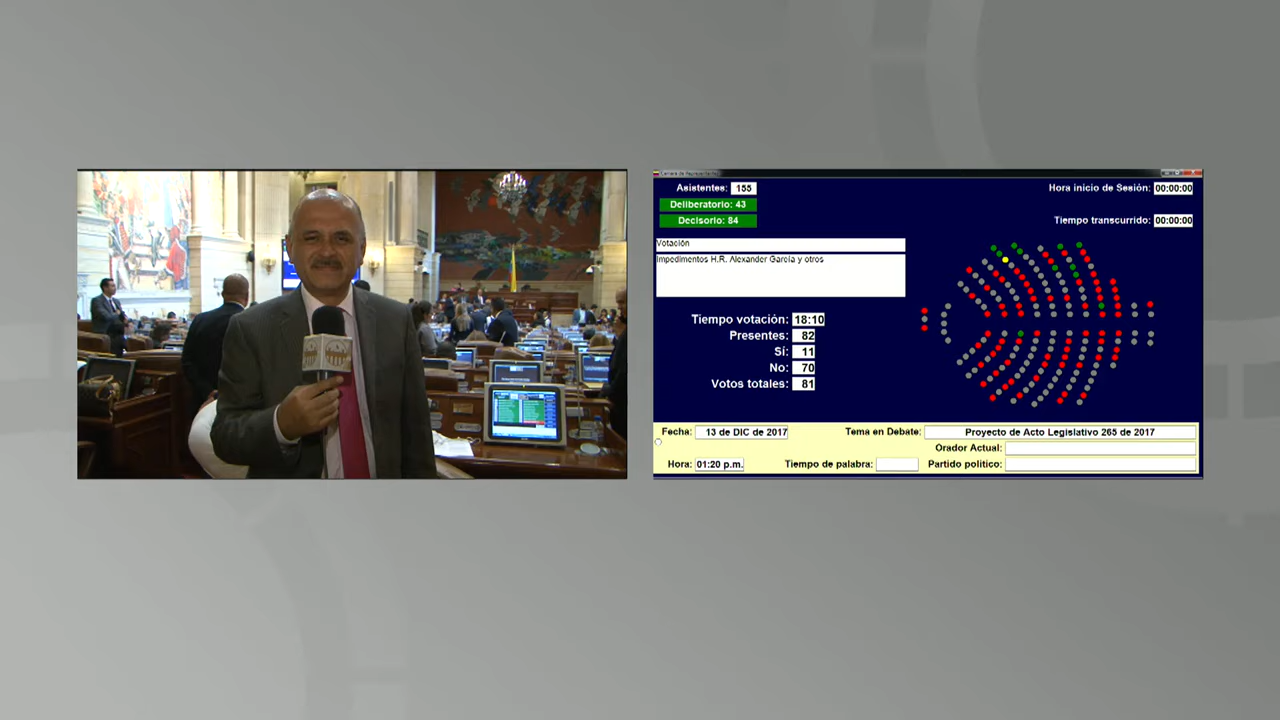 Cámara de Representantes
Asistentes: 155
Hora inicio de Sesión: 00:00:00
Deliberatorio: 43
Decisorio: 84
Tiempo transcurrido: 00:00:00
Votación
Impedimentos H.R. Alexander García y otros
Tiempo votación: 18:10
Presentes: 82
Sí: 11
No: 70
Votos totales: 81
Fecha: 13 de DIC de 2017
Tema en Debate: Proyecto de Acto Legislativo 265 de 2017
Orador Actual:
Hora: 01:20 p.m.
Tiempo de palabra:
Partido político: